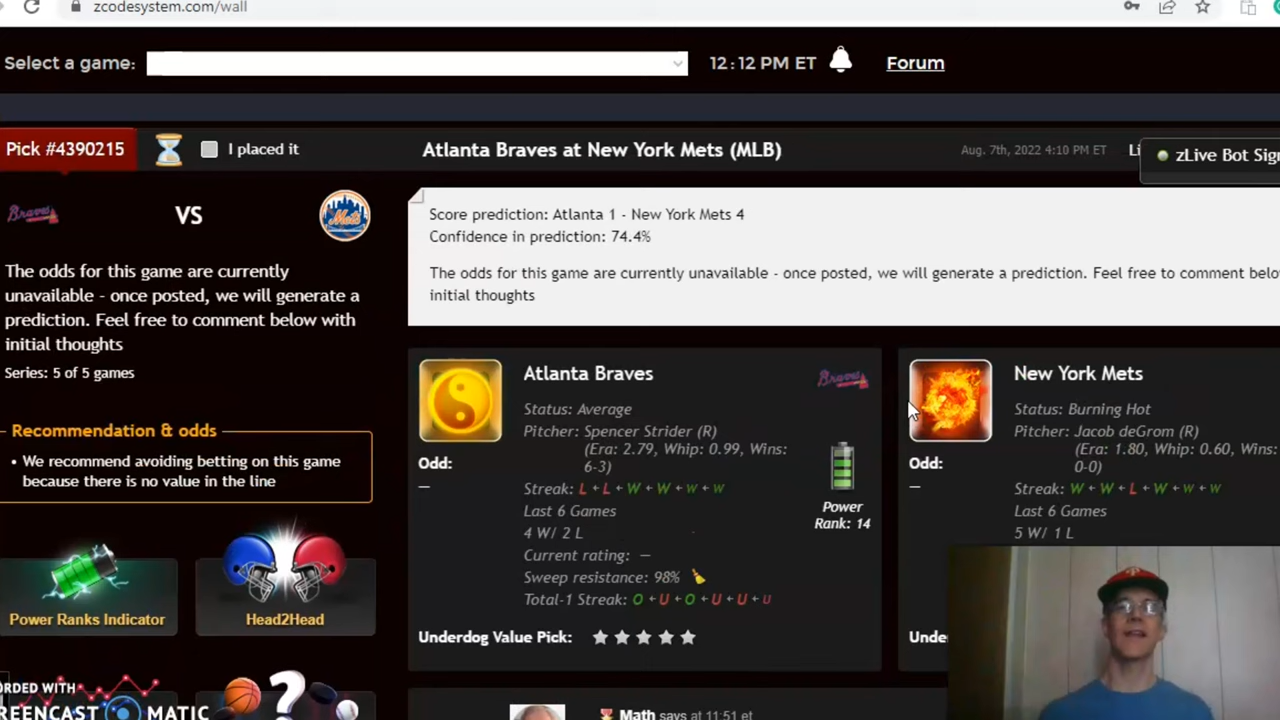 zcodesystem.com/wall
Select a game:
12:12 PM ET
Forum
Pick #4390215
I placed it
Atlanta Braves at New York Mets (MLB)
Aug. 7th, 2022 4:10 PM ET
Li
zLive Bot Sig
Braves
VS
Mets
Score prediction: Atlanta 1 - New York Mets 4
Confidence in prediction: 74.4%
The odds for this game are currently unavailable - once posted, we will generate a prediction. Feel free to comment belo
initial thoughts
The odds for this game are currently
unavailable - once posted, we will generate a
prediction. Feel free to comment below with
initial thoughts
Series: 5 of 5 games
Recommendation & odds
• We recommend avoiding betting on this game
because there is no value in the line
Power Ranks Indicator
Head2Head
Atlanta Braves
Braves
Status: Average
Pitcher: Spencer Strider (R)
(Era: 2.79, Whip: 0.99, Wins:
6-3)
Odd:
—
Streak: L ← L ← W ← W ← W ← W
Last 6 Games
4 W/ 2 L
Current rating: —
Sweep resistance: 98%
Total-1 Streak: O ← U ← O ← U ← U ← U
Power
Rank: 14
Underdog Value Pick:
New York Mets
Status: Burning Hot
Pitcher: Jacob deGrom (R)
(Era: 1.80, Whip: 0.60, Wins:
0-0)
Odd:
—
Streak: W ← W ← L ← W ← W ← W
Last 6 Games
5 W/ 1 L
Unde
Math says at 11:51 et
ORDED WITH
REENCAST MATIC